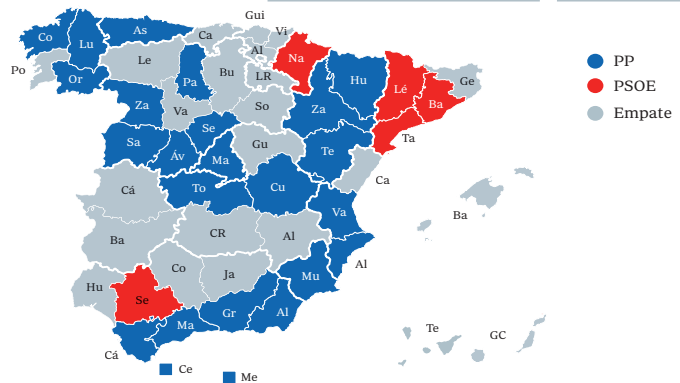 Gui
Vi
Co
Lu
As
Ca
Al
Na
Le
Bu
LR
Po
Or
Pa
Hu
Lé
Ge
Za
Va
So
Za
Ba
Se
Sa
Áv
Ma
Gu
Te
Ta
Cá
To
Cu
Ca
Va
Ba
Ba
CR
Al
Al
Hu
Se
Co
Ja
Mu
Cá
Ma
Gr
Al
Te
GC
Ce
Me
PP
PSOE
Empate